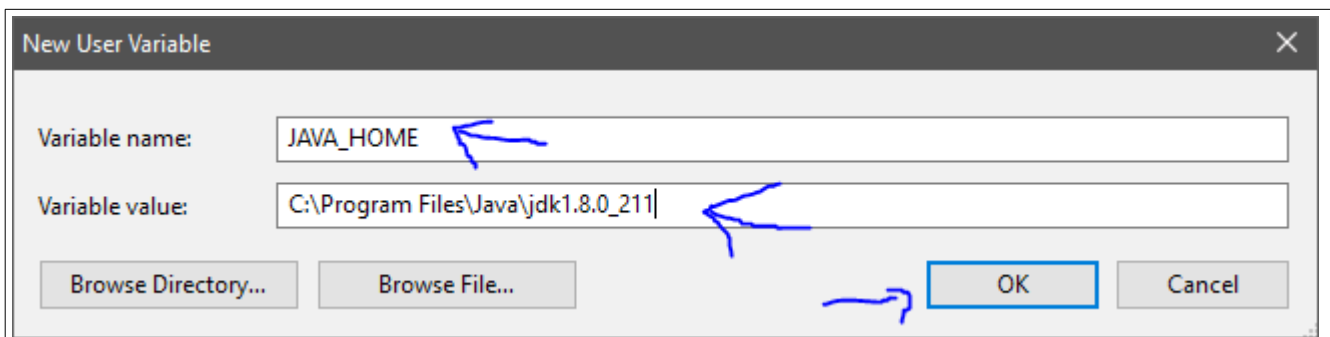 New User Variable
Variable name: JAVA_HOME
Variable value: C:\Program Files\Java\jdk1.8.0_211
Browse Directory... Browse File... OK Cancel